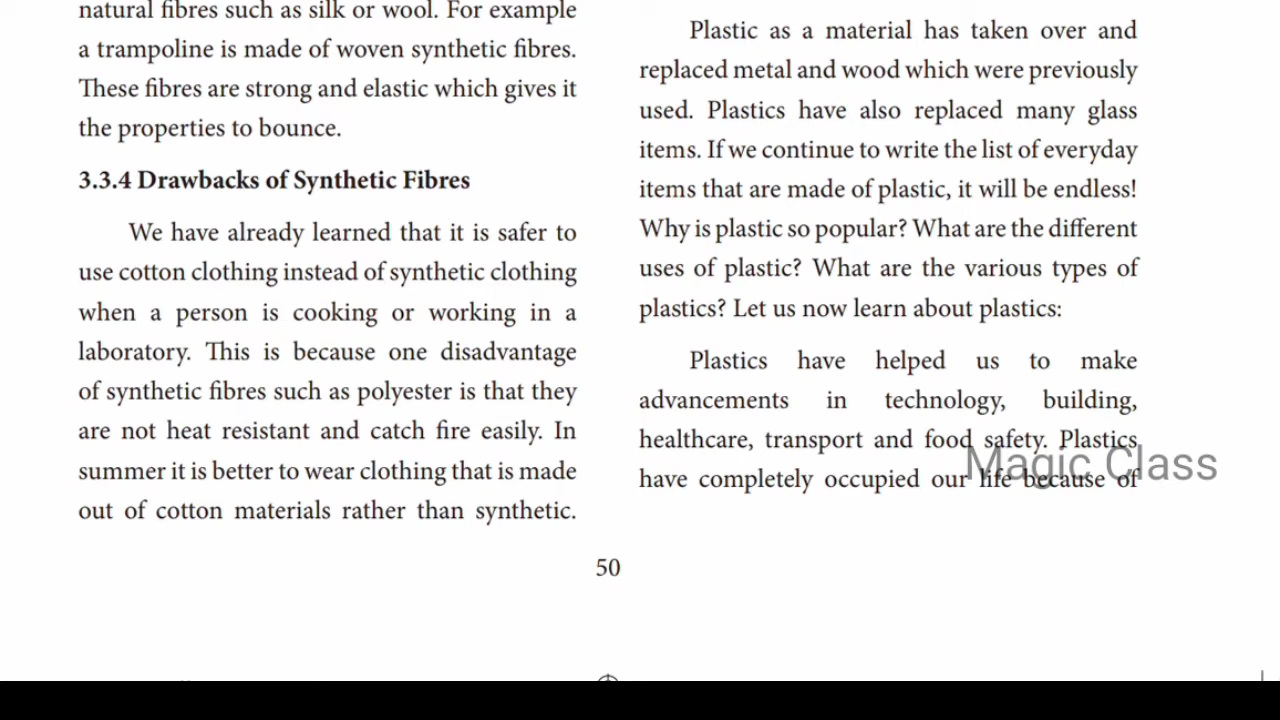 natural fibres such as silk or wool. For example
a trampoline is made of woven synthetic fibres.
These fibres are strong and elastic which gives it
the properties to bounce.
3.3.4 Drawbacks of Synthetic Fibres
We have already learned that it is safer to
use cotton clothing instead of synthetic clothing
when a person is cooking or working in a
laboratory. This is because one disadvantage
of synthetic fibres such as polyester is that they
are not heat resistant and catch fire easily. In
summer it is better to wear clothing that is made
out of cotton materials rather than synthetic.
Plastic as a material has taken over and
replaced metal and wood which were previously
used. Plastics have also replaced many glass
items. If we continue to write the list of everyday
items that are made of plastic, it will be endless!
Why is plastic so popular? What are the different
uses of plastic? What are the various types of
plastics? Let us now learn about plastics:
Plastics have helped us to make
advancements in technology, building,
healthcare, transport and food safety. Plastics
have completely occupied our life because of
Magic Class
50